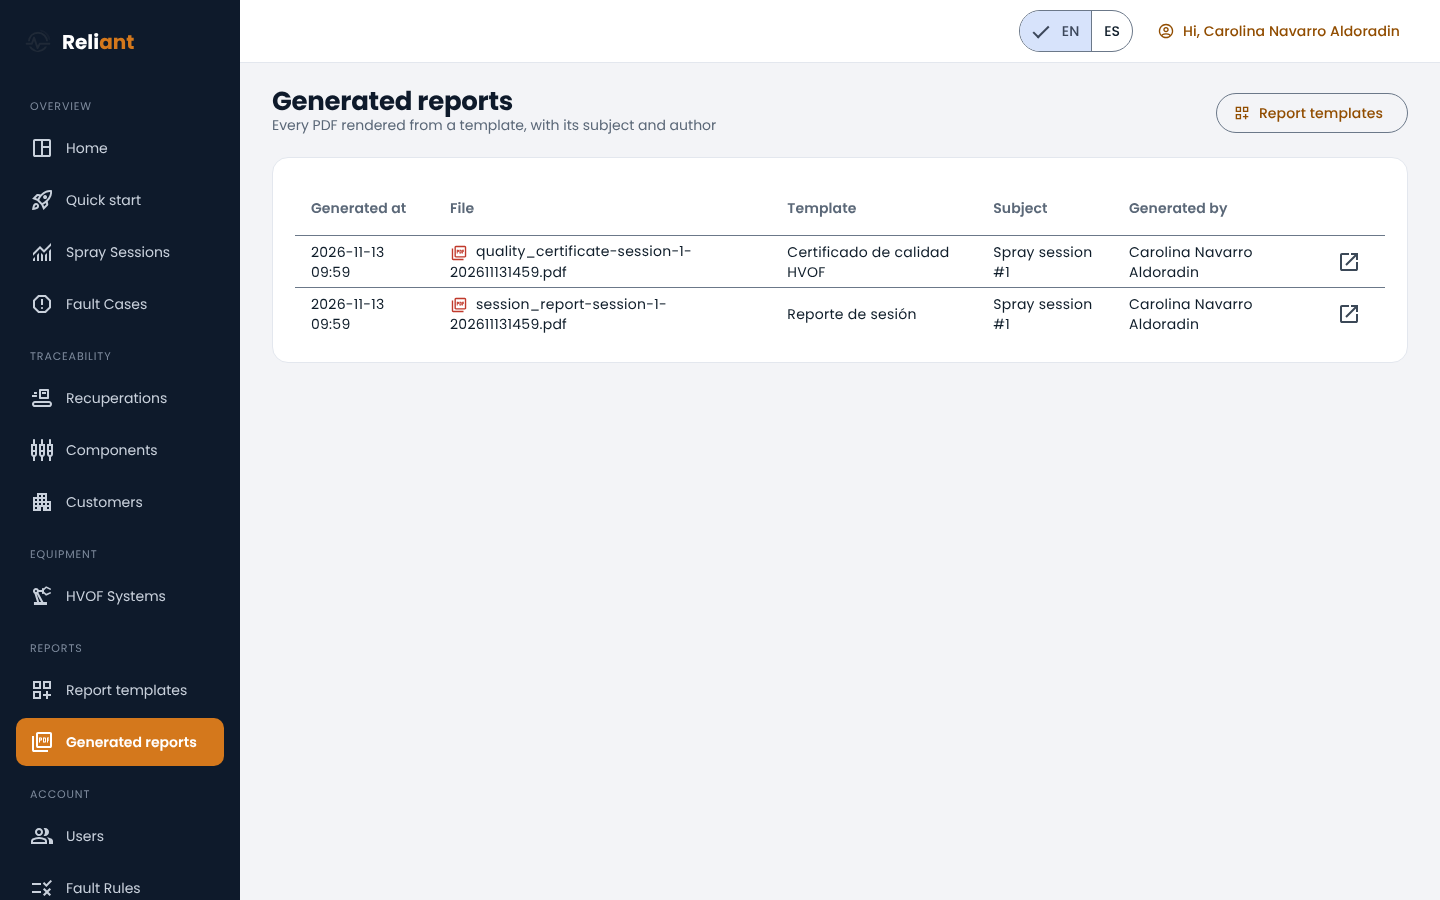 Reliant
EN
ES
Hi, Carolina Navarro Aldoradin
OVERVIEW
Home
Quick start
Spray Sessions
Fault Cases
TRACEABILITY
Recuperations
Components
Customers
EQUIPMENT
HVOF Systems
REPORTS
Report templates
Generated reports
ACCOUNT
Users
Fault Rules
Generated reports
Every PDF rendered from a template, with its subject and author
Report templates
Generated at
File
Template
Subject
Generated by
2026-11-13
09:59
quality_certificate-session-1-
202611131459.pdf
Certificado de calidad
HVOF
Spray session
#1
Carolina Navarro
Aldoradin
2026-11-13
09:59
session_report-session-1-
202611131459.pdf
Reporte de sesión
Spray session
#1
Carolina Navarro
Aldoradin